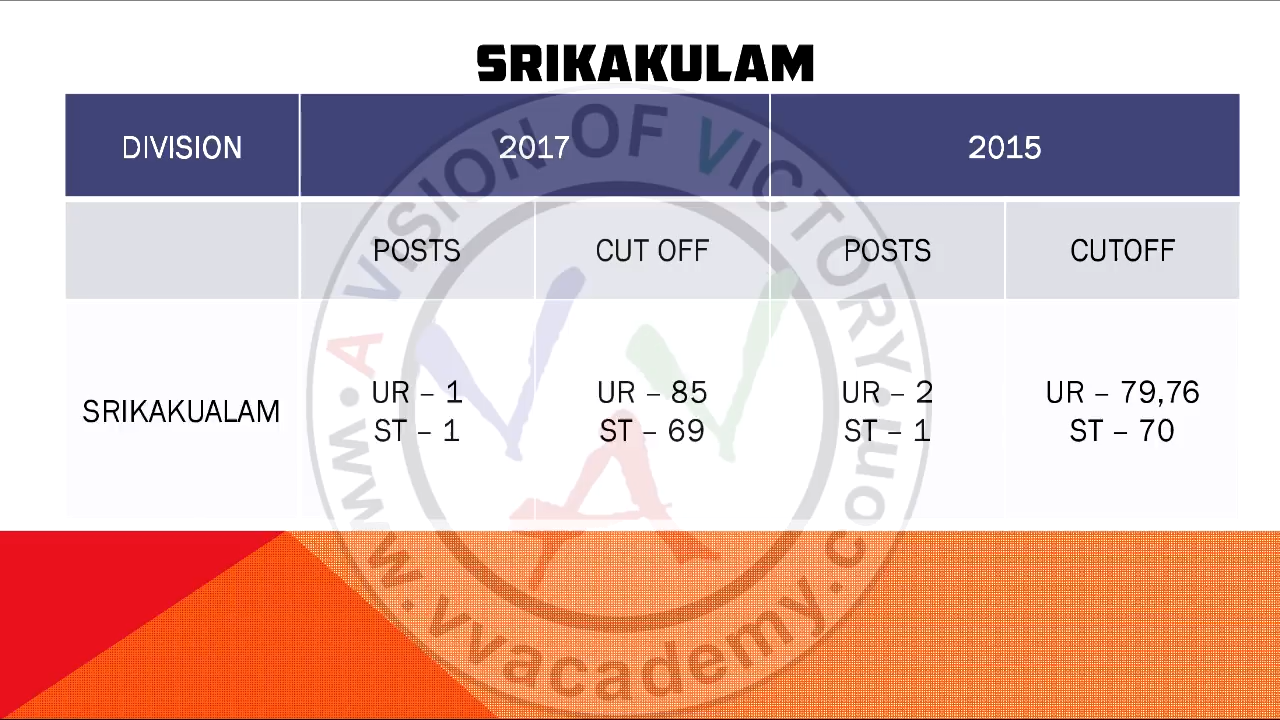 SRIKAKULAM
DIVISION 2017 2015
POSTS CUT OFF POSTS CUTOFF
SRIKAKUALAM
UR – 1 UR – 85 UR – 2 UR – 79,76
ST – 1 ST – 69 ST – 1 ST – 70
A VISION OF VICTORY
www.vvacademy.com
VVA